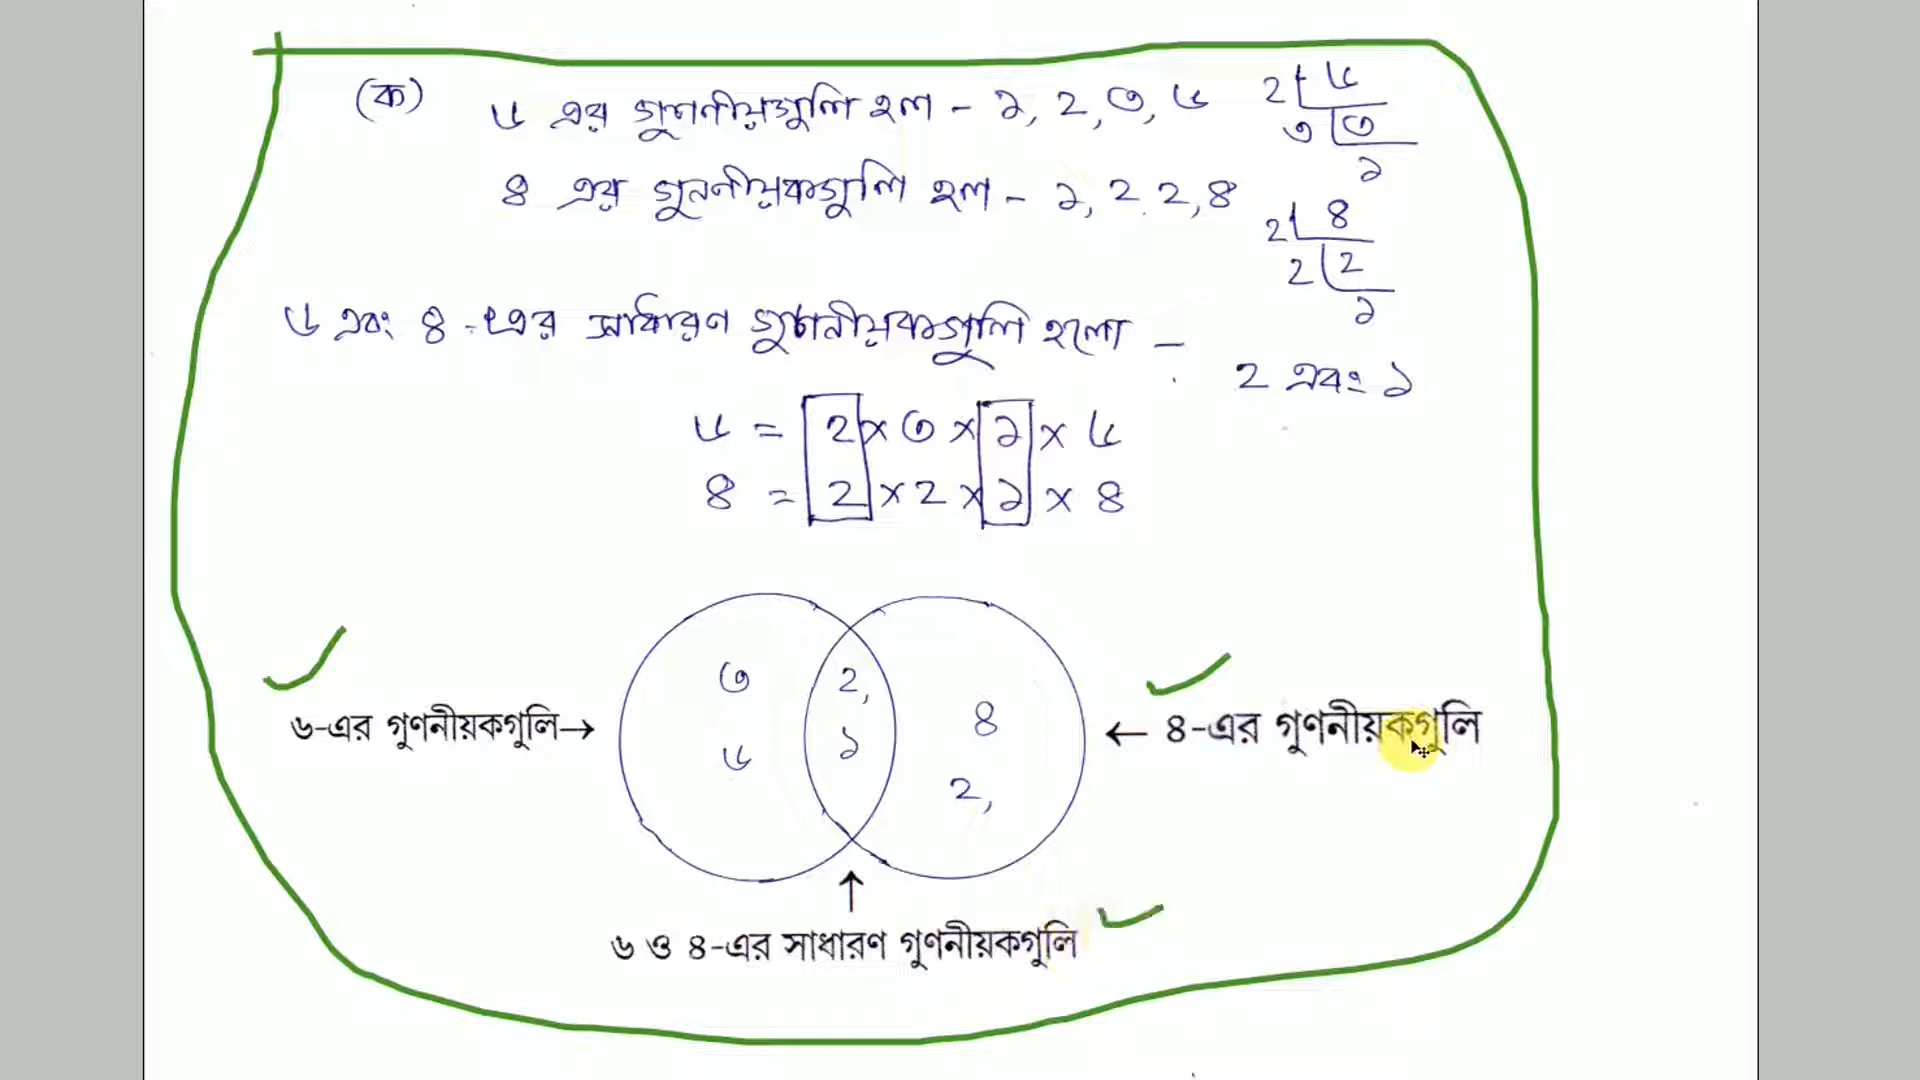 (ক) ৬ এর গুণনীয়গুলি হল - ১, ২, ৩, ৬
২ ৬
৩ ৩
১
৪ এর গুননীয়কগুলি হল - ১, ২ ২, ৪
২ ৪
২ ২
১
৬ এবং ৪ -এর সাধারণ গুণনীয়কগুলি হলো -
২ এবং ১
৬ = ২ × ৩ × ১ × ৬
৪ = ২ × ২ × ১ × ৪
৩ ২,
৬ ১ ৪
২,
৬-এর গুণনীয়কগুলি→ ← ৪-এর গুণনীয়কগুলি
↑
৬ ও ৪-এর সাধারণ গুণনীয়কগুলি